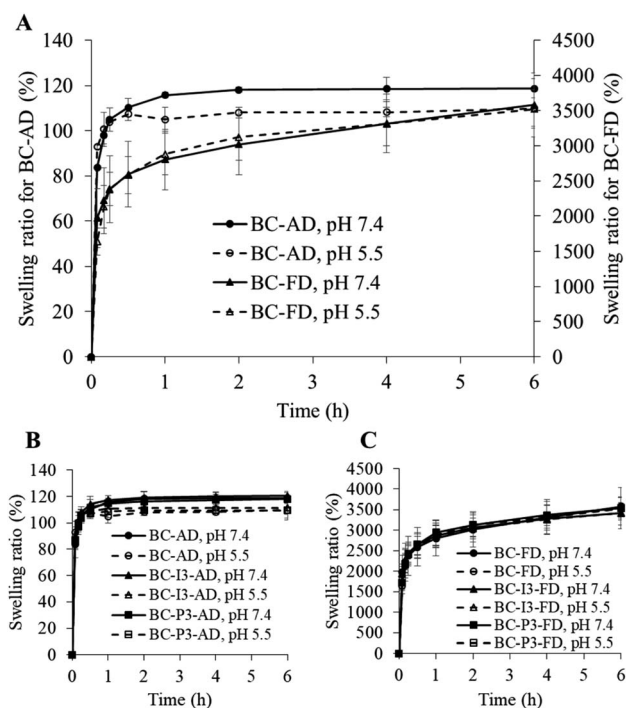 A
Swelling ratio for BC-AD (%)
140
120
100
80
60
40
20
0
4500
4000
3500
3000
2500
2000
1500
1000
500
0
Swelling ratio for BC-FD (%)
BC-AD, pH 7.4
BC-AD, pH 5.5
BC-FD, pH 7.4
BC-FD, pH 5.5
0 1 2 3 4 5 6
Time (h)
B
Swelling ratio (%)
140
120
100
80
60
40
20
0
BC-AD, pH 7.4
BC-AD, pH 5.5
BC-I3-AD, pH 7.4
BC-I3-AD, pH 5.5
BC-P3-AD, pH 7.4
BC-P3-AD, pH 5.5
0 1 2 3 4 5 6
Time (h)
C
Swelling ratio (%)
4500
4000
3500
3000
2500
2000
1500
1000
500
0
BC-FD, pH 7.4
BC-FD, pH 5.5
BC-I3-FD, pH 7.4
BC-I3-FD, pH 5.5
BC-P3-FD, pH 7.4
BC-P3-FD, pH 5.5
0 1 2 3 4 5 6
Time (h)